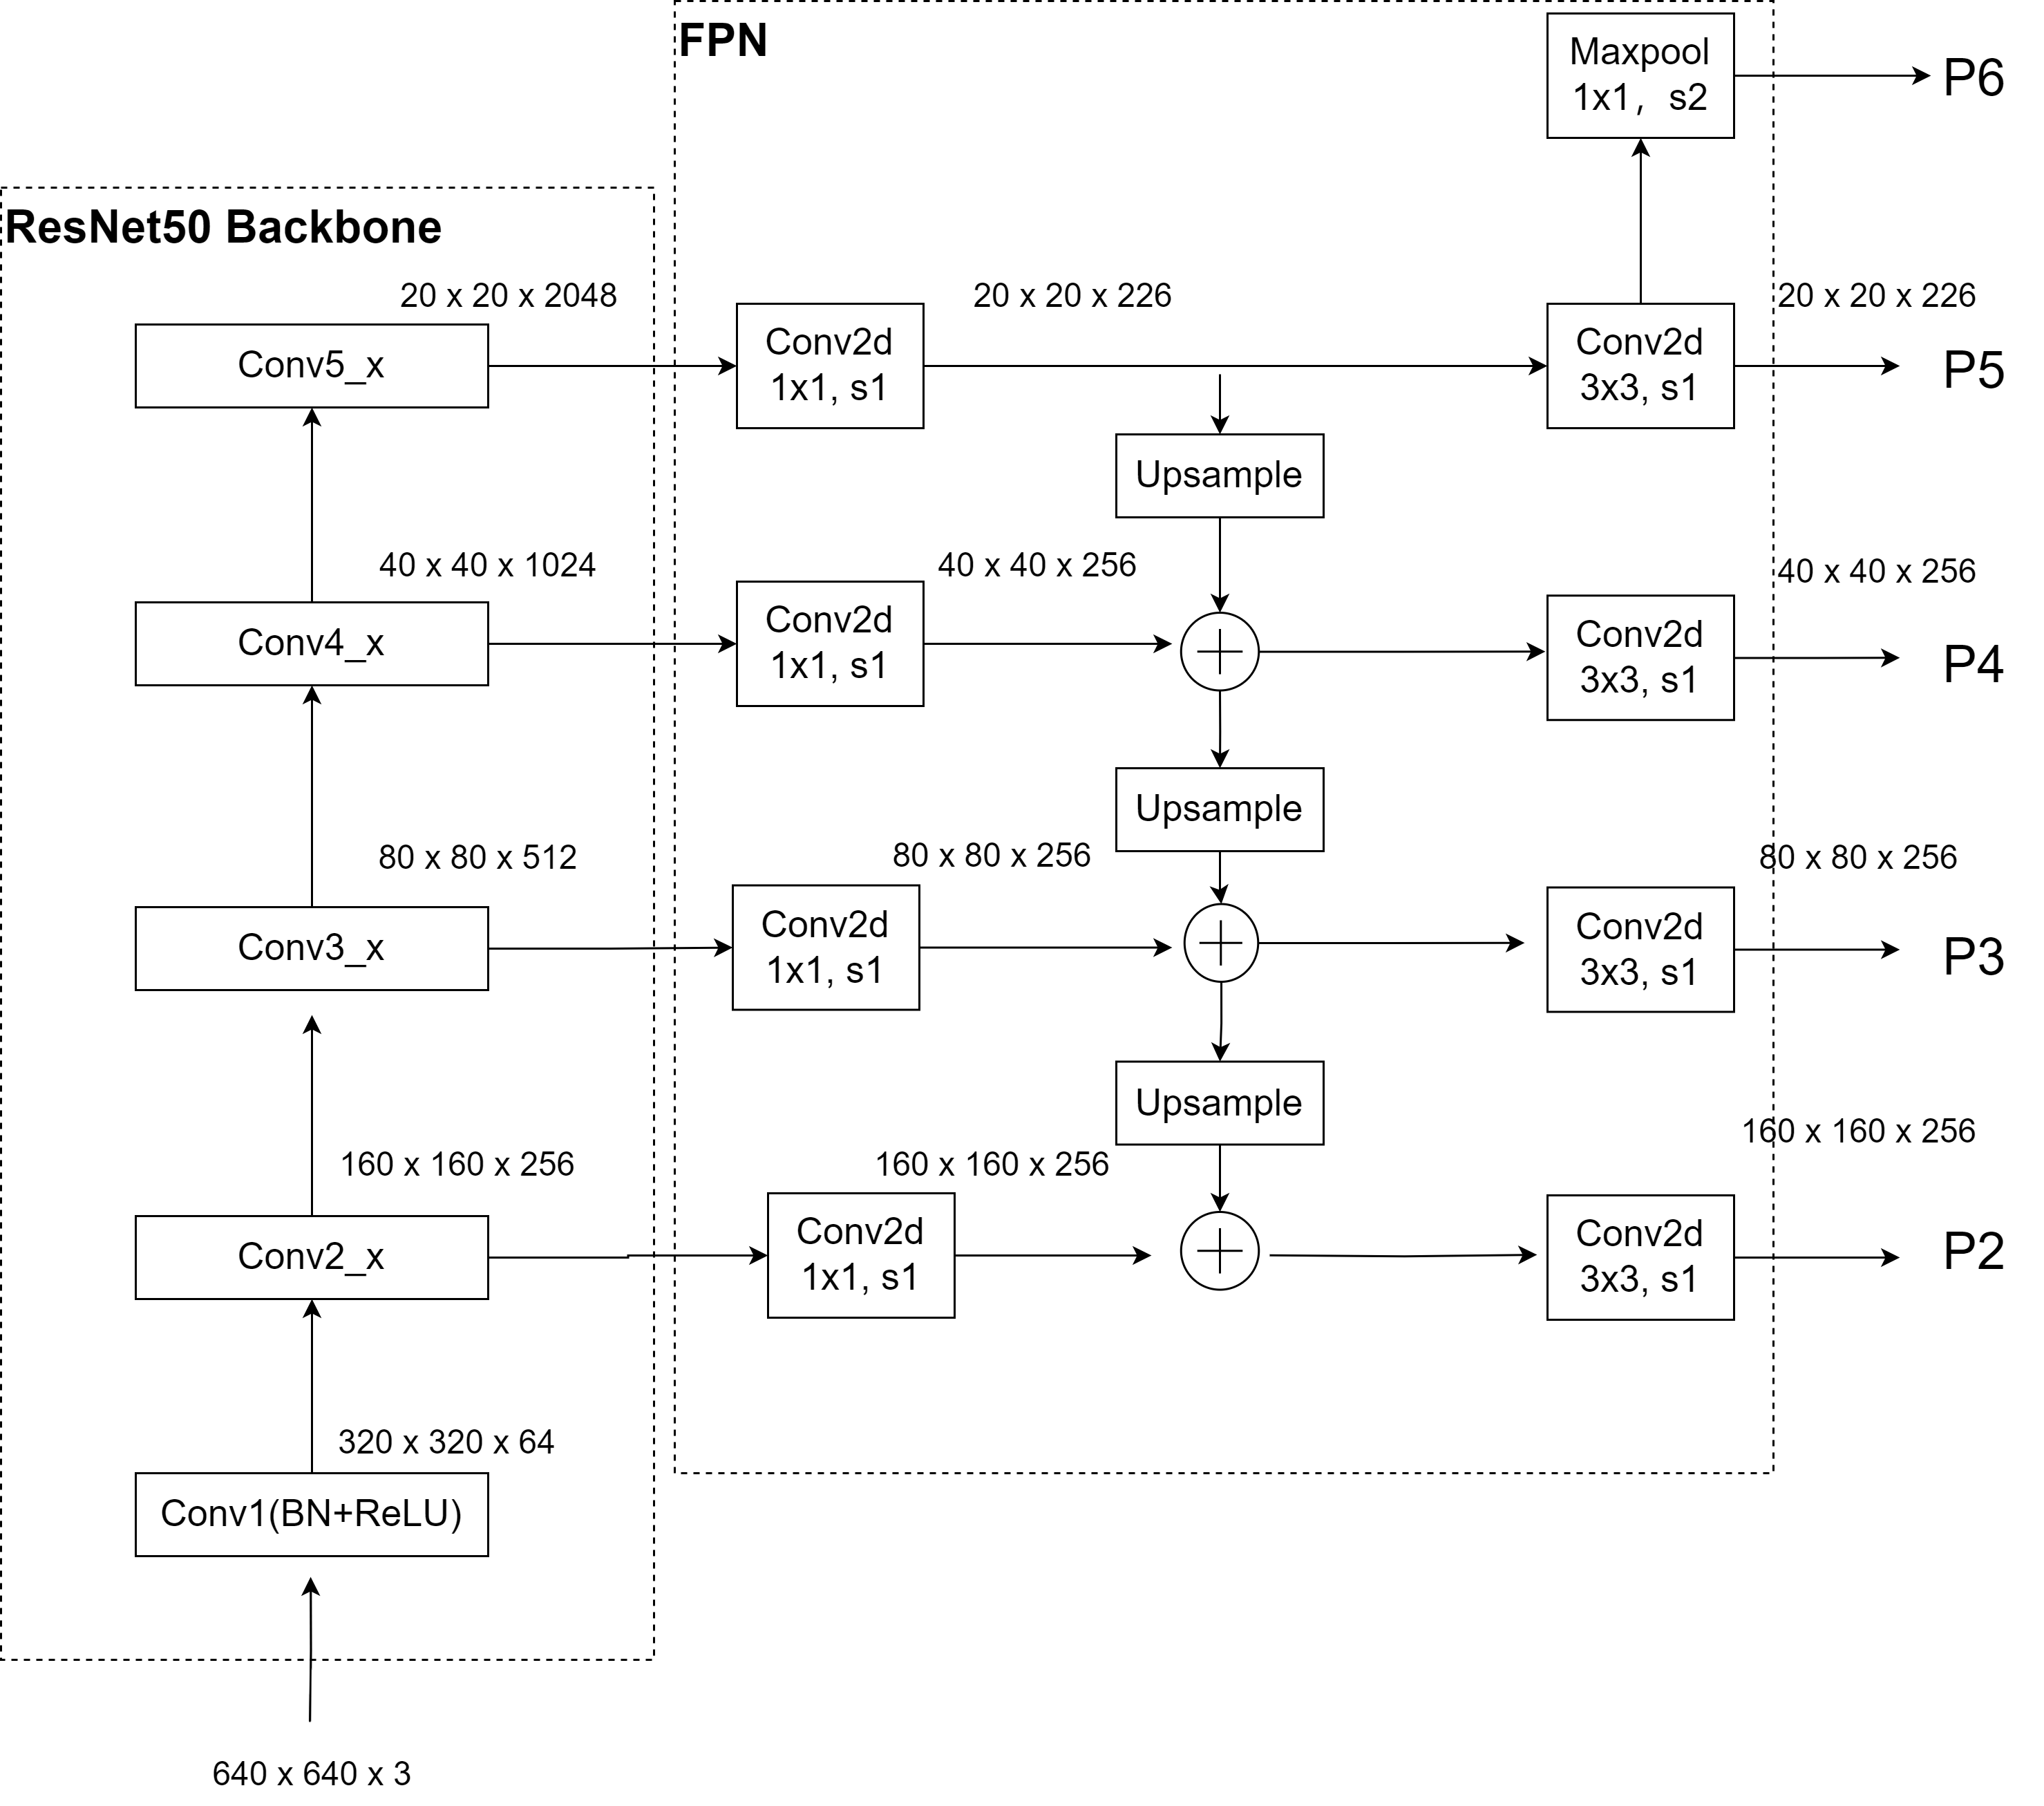 FPN
Maxpool
1x1, s2
P6
ResNet50 Backbone
20 x 20 x 2048
20 x 20 x 226
20 x 20 x 226
Conv5_x
Conv2d
1x1, s1
Conv2d
3x3, s1
P5
Upsample
40 x 40 x 1024
40 x 40 x 256
40 x 40 x 256
Conv4_x
Conv2d
1x1, s1
Conv2d
3x3, s1
P4
Upsample
80 x 80 x 512
80 x 80 x 256
80 x 80 x 256
Conv3_x
Conv2d
1x1, s1
Conv2d
3x3, s1
P3
Upsample
160 x 160 x 256
160 x 160 x 256
160 x 160 x 256
Conv2_x
Conv2d
1x1, s1
Conv2d
3x3, s1
P2
320 x 320 x 64
Conv1(BN+ReLU)
640 x 640 x 3